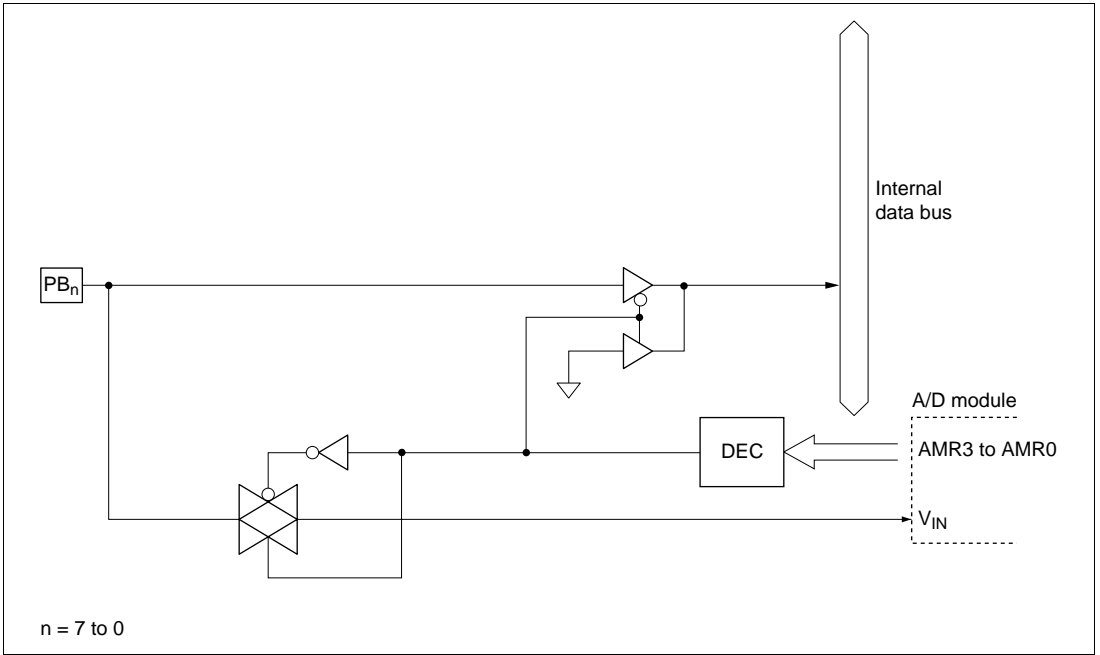 Internal
data bus
PBn
A/D module
DEC
AMR3 to AMR0
VIN
n = 7 to 0